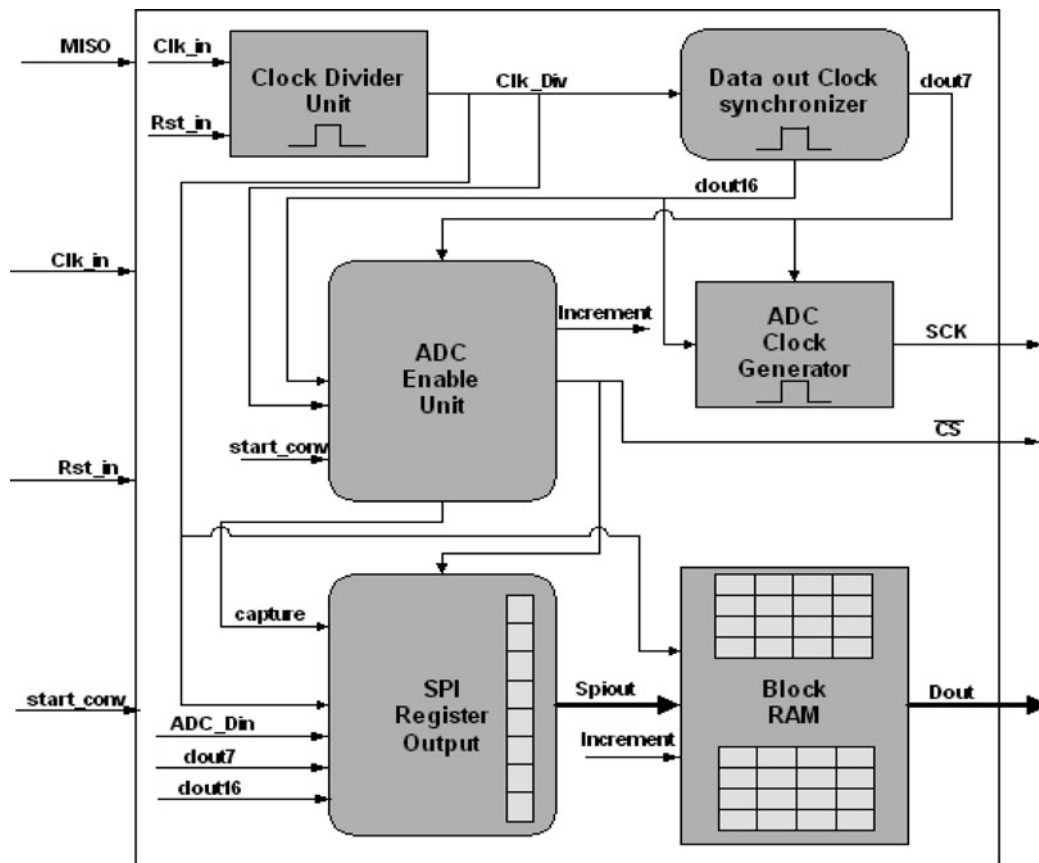 MISO
Clk_in
Rst_in
Clock Divider
Unit
Clk_Div
Data out Clock
synchronizer
dout7
dout16
Clk_in
ADC
Enable
Unit
Increment
ADC
Clock
Generator
SCK
CS
start_conv
Rst_in
capture
SPI
Register
Output
Spiout
Block
RAM
Dout
start_conv
ADC_Din
dout7
dout16
Increment